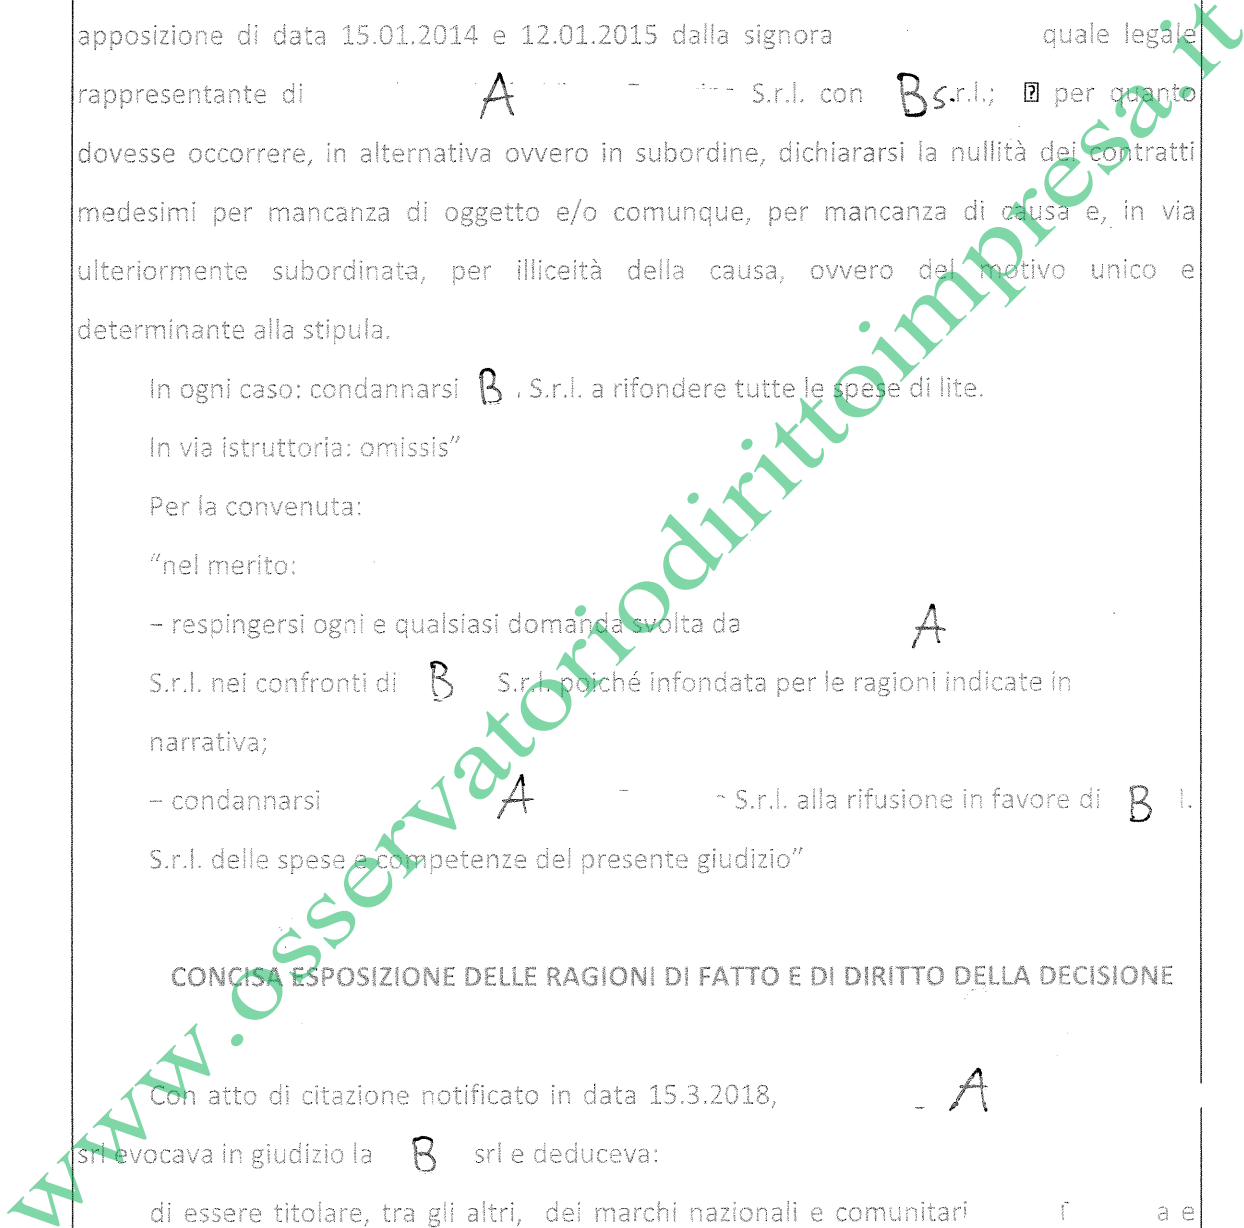 apposizione di data 15.01.2014 e 12.01.2015 dalla signora quale legale
rappresentante di A S.r.l. con B S.r.l.; per quanto
dovesse occorrere, in alternativa ovvero in subordine, dichiararsi la nullità dei contratti
medesimi per mancanza di oggetto e/o comunque, per mancanza di causa e, in via
ulteriormente subordinata, per illiceità della causa, ovvero del motivo unico e
determinante alla stipula.
In ogni caso: condannarsi B . S.r.l. a rifondere tutte le spese di lite.
In via istruttoria: omissis”
Per la convenuta:
“nel merito:
– respingersi ogni e qualsiasi domanda svolta da A
S.r.l. nei confronti di B S.r.l. poiché infondata per le ragioni indicate in
narrativa;
– condannarsi A S.r.l. alla rifusione in favore di B l.
S.r.l. delle spese e competenze del presente giudizio”
CONCISA ESPOSIZIONE DELLE RAGIONI DI FATTO E DI DIRITTO DELLA DECISIONE
Con atto di citazione notificato in data 15.3.2018, A
srl evocava in giudizio la B srl e deduceva:
di essere titolare, tra gli altri, dei marchi nazionali e comunitari a e
www.osservatoriodirittoimpresa.it